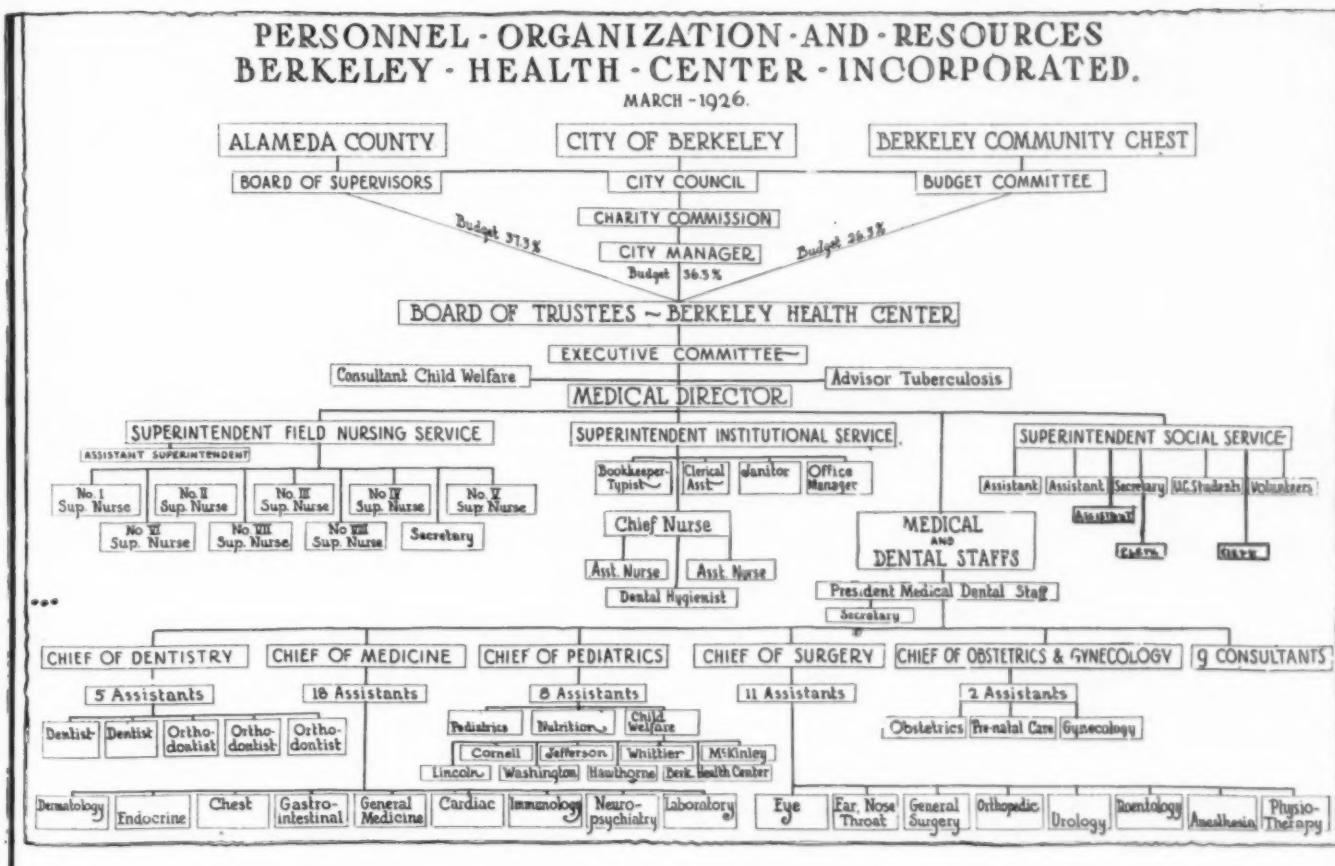 PERSONNEL · ORGANIZATION · AND · RESOURCES
BERKELEY · HEALTH · CENTER · INCORPORATED.
MARCH - 1926.
ALAMEDA COUNTY
CITY OF BERKELEY
BERKELEY COMMUNITY CHEST
BOARD OF SUPERVISORS
CITY COUNCIL
BUDGET COMMITTEE
CHARITY COMMISSION
CITY MANAGER
Budget 37.3%
Budget 36.3%
Budget 26.3%
BOARD OF TRUSTEES ~ BERKELEY HEALTH CENTER
EXECUTIVE COMMITTEE
Consultant Child Welfare
Advisor Tuberculosis
MEDICAL DIRECTOR
SUPERINTENDENT FIELD NURSING SERVICE
ASSISTANT SUPERINTENDENT
No. I
Sup. Nurse
No. II
Sup. Nurse
No. III
Sup. Nurse
No. IV
Sup. Nurse
No. V
Sup. Nurse
No VI
Sup. Nurse
No VII
Sup. Nurse
No VIII
Sup. Nurse
Secretary
SUPERINTENDENT INSTITUTIONAL SERVICE.
Bookkeeper-
Typist
Clerical
Asst.
Janitor
Office
Manager
Chief Nurse
Asst. Nurse
Asst. Nurse
Dental Hygienist
SUPERINTENDENT SOCIAL SERVICE
Assistant
Assistant
Secretary
U.C. Students
Volunteers
ASSISTANT
CLERK
MEDICAL
AND
DENTAL STAFFS
President Medical Dental Staff
Secretary
CHIEF OF DENTISTRY
CHIEF OF MEDICINE
CHIEF OF PEDIATRICS
CHIEF OF SURGERY
CHIEF OF OBSTETRICS & GYNECOLOGY
9 CONSULTANTS
5 Assistants
18 Assistants
8 Assistants
11 Assistants
2 Assistants
Dentist
Dentist
Ortho-
dontist
Ortho-
dontist
Ortho-
dontist
Pediatrics
Nutrition
Child
Welfare
Cornell
Jefferson
Whittier
McKinley
Lincoln
Washington
Hawthorne
Berk. Health Center
Obstetrics
Pre-natal Care
Gynecology
Dermatology
Endocrine
Chest
Gastro-
intestinal
General
Medicine
Cardiac
Immunology
Neuro-
psychiatry
Laboratory
Eye
Ear, Nose
Throat
General
Surgery
Orthopedic
Urology
Roentology
Anesthesia
Physio-
Therapy